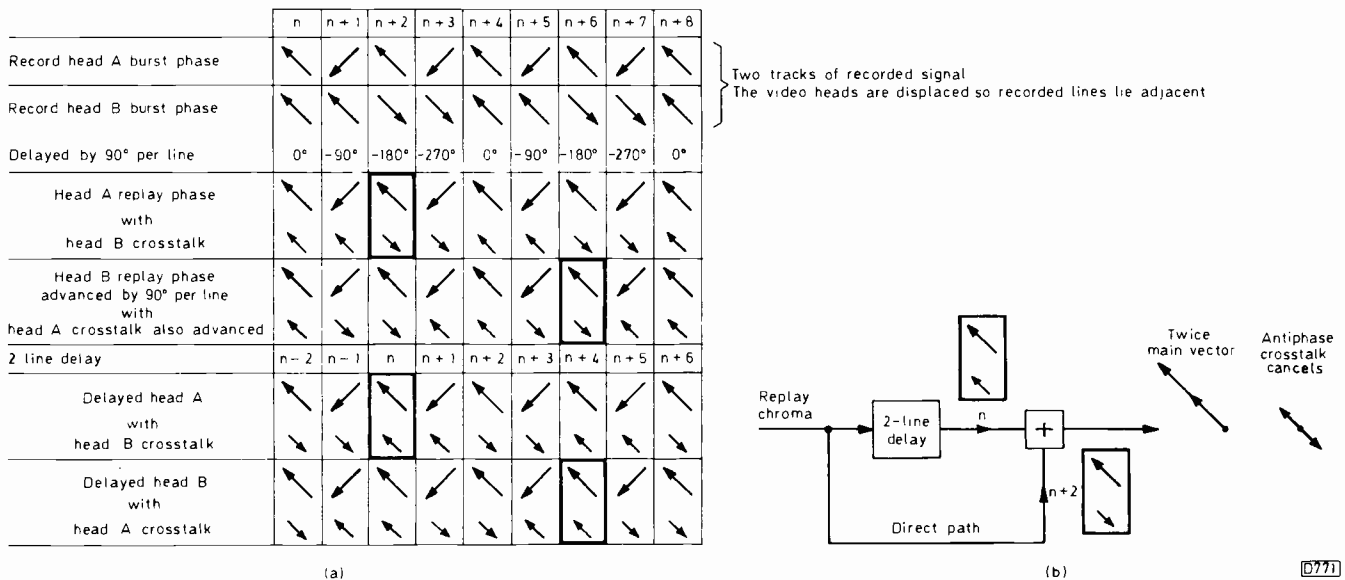 n n+1 n+2 n+3 n+4 n+5 n+6 n+7 n+8
Record head A burst phase
Record head B burst phase
Two tracks of recorded signal
The video heads are displaced so recorded lines lie adjacent
Delayed by 90° per line 0° -90° -180° -270° 0° -90° -180° -270° 0°
Head A replay phase
with
head B crosstalk
Head B replay phase
advanced by 90° per line
with
head A crosstalk also advanced
2 line delay n-2 n-1 n n+1 n+2 n+3 n+4 n+5 n+6
Delayed head A
with
head B crosstalk
Delayed head B
with
head A crosstalk
(a)
Replay
chroma
2-line
delay
n
+
n+2
Direct path
Twice
main vector
Antiphase
crosstalk
cancels
(b)
D771